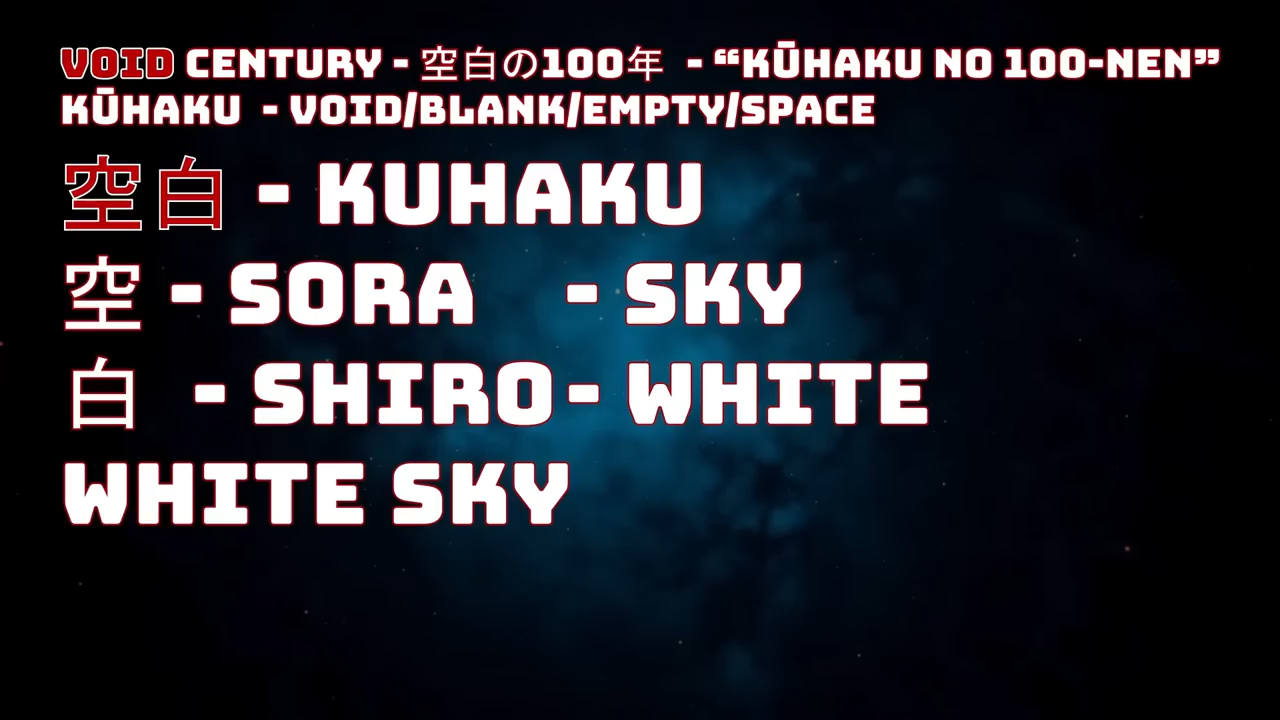 VOID CENTURY - 空白の100年 - “KŪHAKU NO 100-NEN”
KŪHAKU - VOID/BLANK/EMPTY/SPACE
空白 - KUHAKU
空 - SORA - SKY
白 - SHIRO - WHITE
WHITE SKY